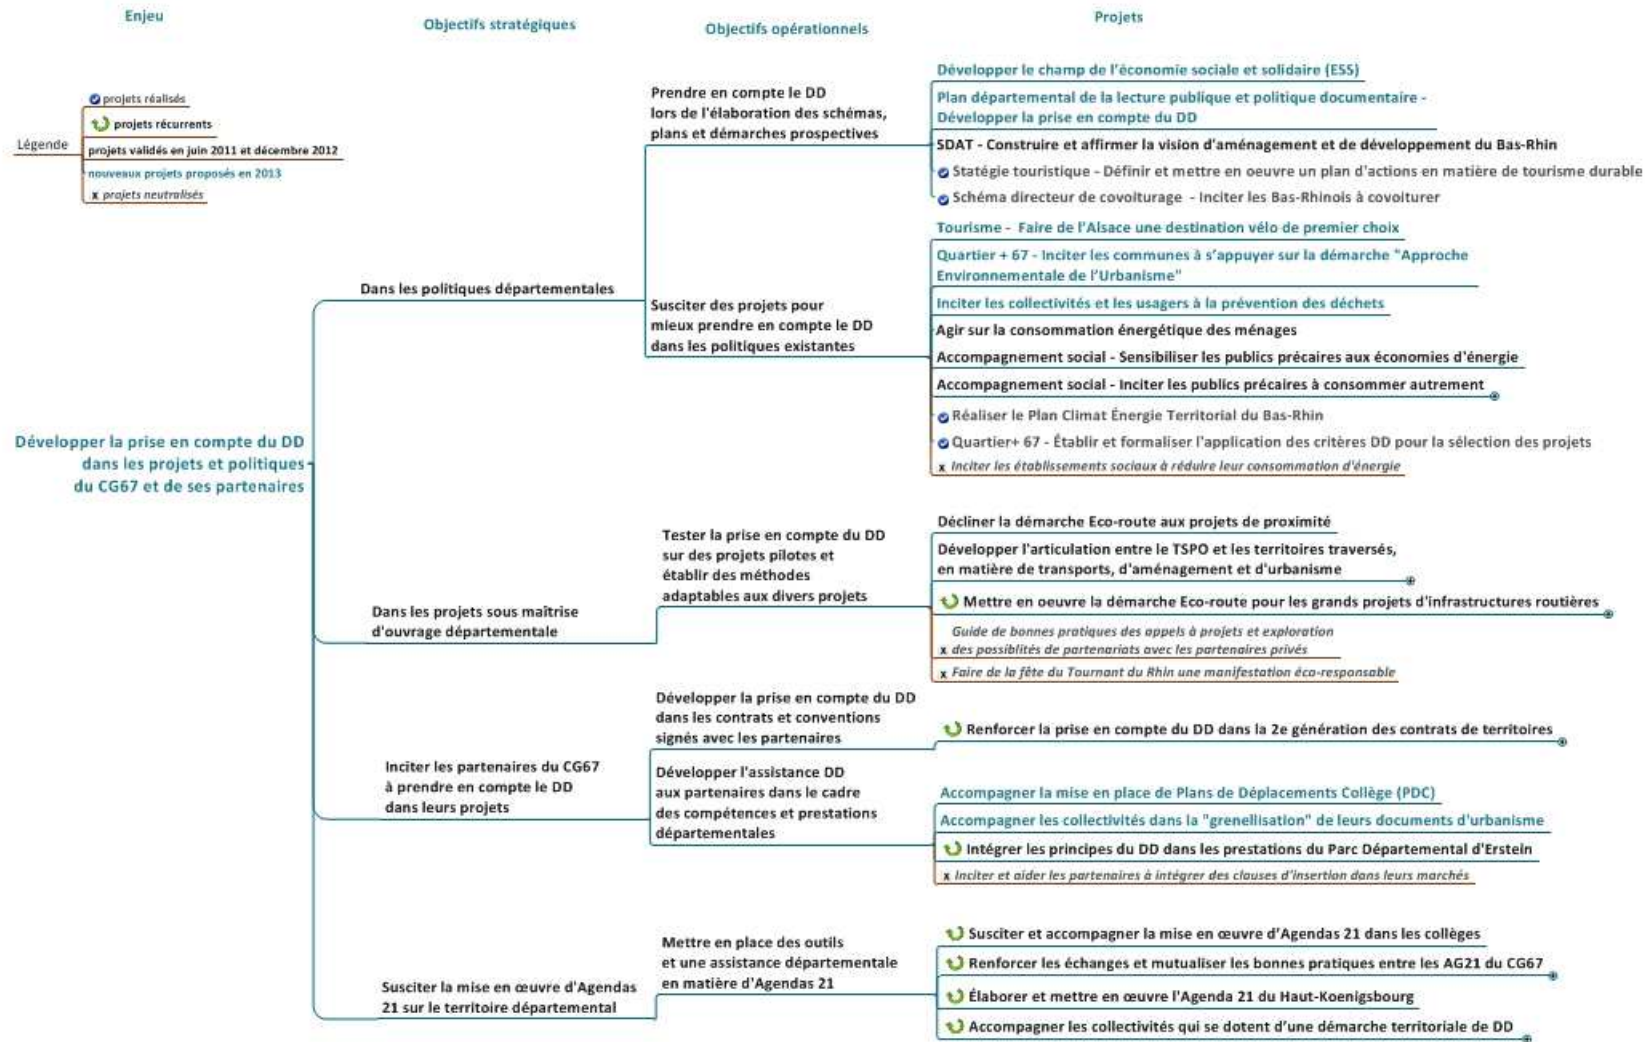 Enjeu
Objectifs stratégiques
Objectifs opérationnels
Projets
Légende
projets réalisés
projets récurrents
projets validés en juin 2011 et décembre 2012
nouveaux projets proposés en 2013
x projets neutralisés
Développer la prise en compte du DD
dans les projets et politiques
du CG67 et de ses partenaires
Dans les politiques départementales
Prendre en compte le DD
lors de l'élaboration des schémas,
plans et démarches prospectives
Développer le champ de l'économie sociale et solidaire (ESS)
Plan départemental de la lecture publique et politique documentaire -
Développer la prise en compte du DD
SDAT - Construire et affirmer la vision d'aménagement et de développement du Bas-Rhin
Statégie touristique - Définir et mettre en oeuvre un plan d'actions en matière de tourisme durable
Schéma directeur de covoiturage - Inciter les Bas-Rhinois à covoiturer
Susciter des projets pour
mieux prendre en compte le DD
dans les politiques existantes
Tourisme - Faire de l'Alsace une destination vélo de premier choix
Quartier + 67 - Inciter les communes à s'appuyer sur la démarche "Approche
Environnementale de l'Urbanisme"
Inciter les collectivités et les usagers à la prévention des déchets
Agir sur la consommation énergétique des ménages
Accompagnement social - Sensibiliser les publics précaires aux économies d'énergie
Accompagnement social - Inciter les publics précaires à consommer autrement
Réaliser le Plan Climat Énergie Territorial du Bas-Rhin
Quartier+ 67 - Établir et formaliser l'application des critères DD pour la sélection des projets
x Inciter les établissements sociaux à réduire leur consommation d'énergie
Dans les projets sous maîtrise
d'ouvrage départementale
Tester la prise en compte du DD
sur des projets pilotes et
établir des méthodes
adaptables aux divers projets
Décliner la démarche Eco-route aux projets de proximité
Développer l'articulation entre le TSPO et les territoires traversés,
en matière de transports, d'aménagement et d'urbanisme
Mettre en oeuvre la démarche Eco-route pour les grands projets d'infrastructures routières
Guide de bonnes pratiques des appels à projets et exploration
x des possiblités de partenariats avec les partenaires privés
x Faire de la fête du Tournant du Rhin une manifestation éco-responsable
Inciter les partenaires du CG67
à prendre en compte le DD
dans leurs projets
Développer la prise en compte du DD
dans les contrats et conventions
signés avec les partenaires
Renforcer la prise en compte du DD dans la 2e génération des contrats de territoires
Développer l'assistance DD
aux partenaires dans le cadre
des compétences et prestations
départementales
Accompagner la mise en place de Plans de Déplacements Collège (PDC)
Accompagner les collectivités dans la "grenellisation" de leurs documents d'urbanisme
Intégrer les principes du DD dans les prestations du Parc Départemental d'Erstein
x Inciter et aider les partenaires à intégrer des clauses d'insertion dans leurs marchés
Susciter la mise en œuvre d'Agendas
21 sur le territoire départemental
Mettre en place des outils
et une assistance départementale
en matière d'Agendas 21
Susciter et accompagner la mise en œuvre d'Agendas 21 dans les collèges
Renforcer les échanges et mutualiser les bonnes pratiques entre les AG21 du CG67
Élaborer et mettre en œuvre l'Agenda 21 du Haut-Koenigsbourg
Accompagner les collectivités qui se dotent d'une démarche territoriale de DD